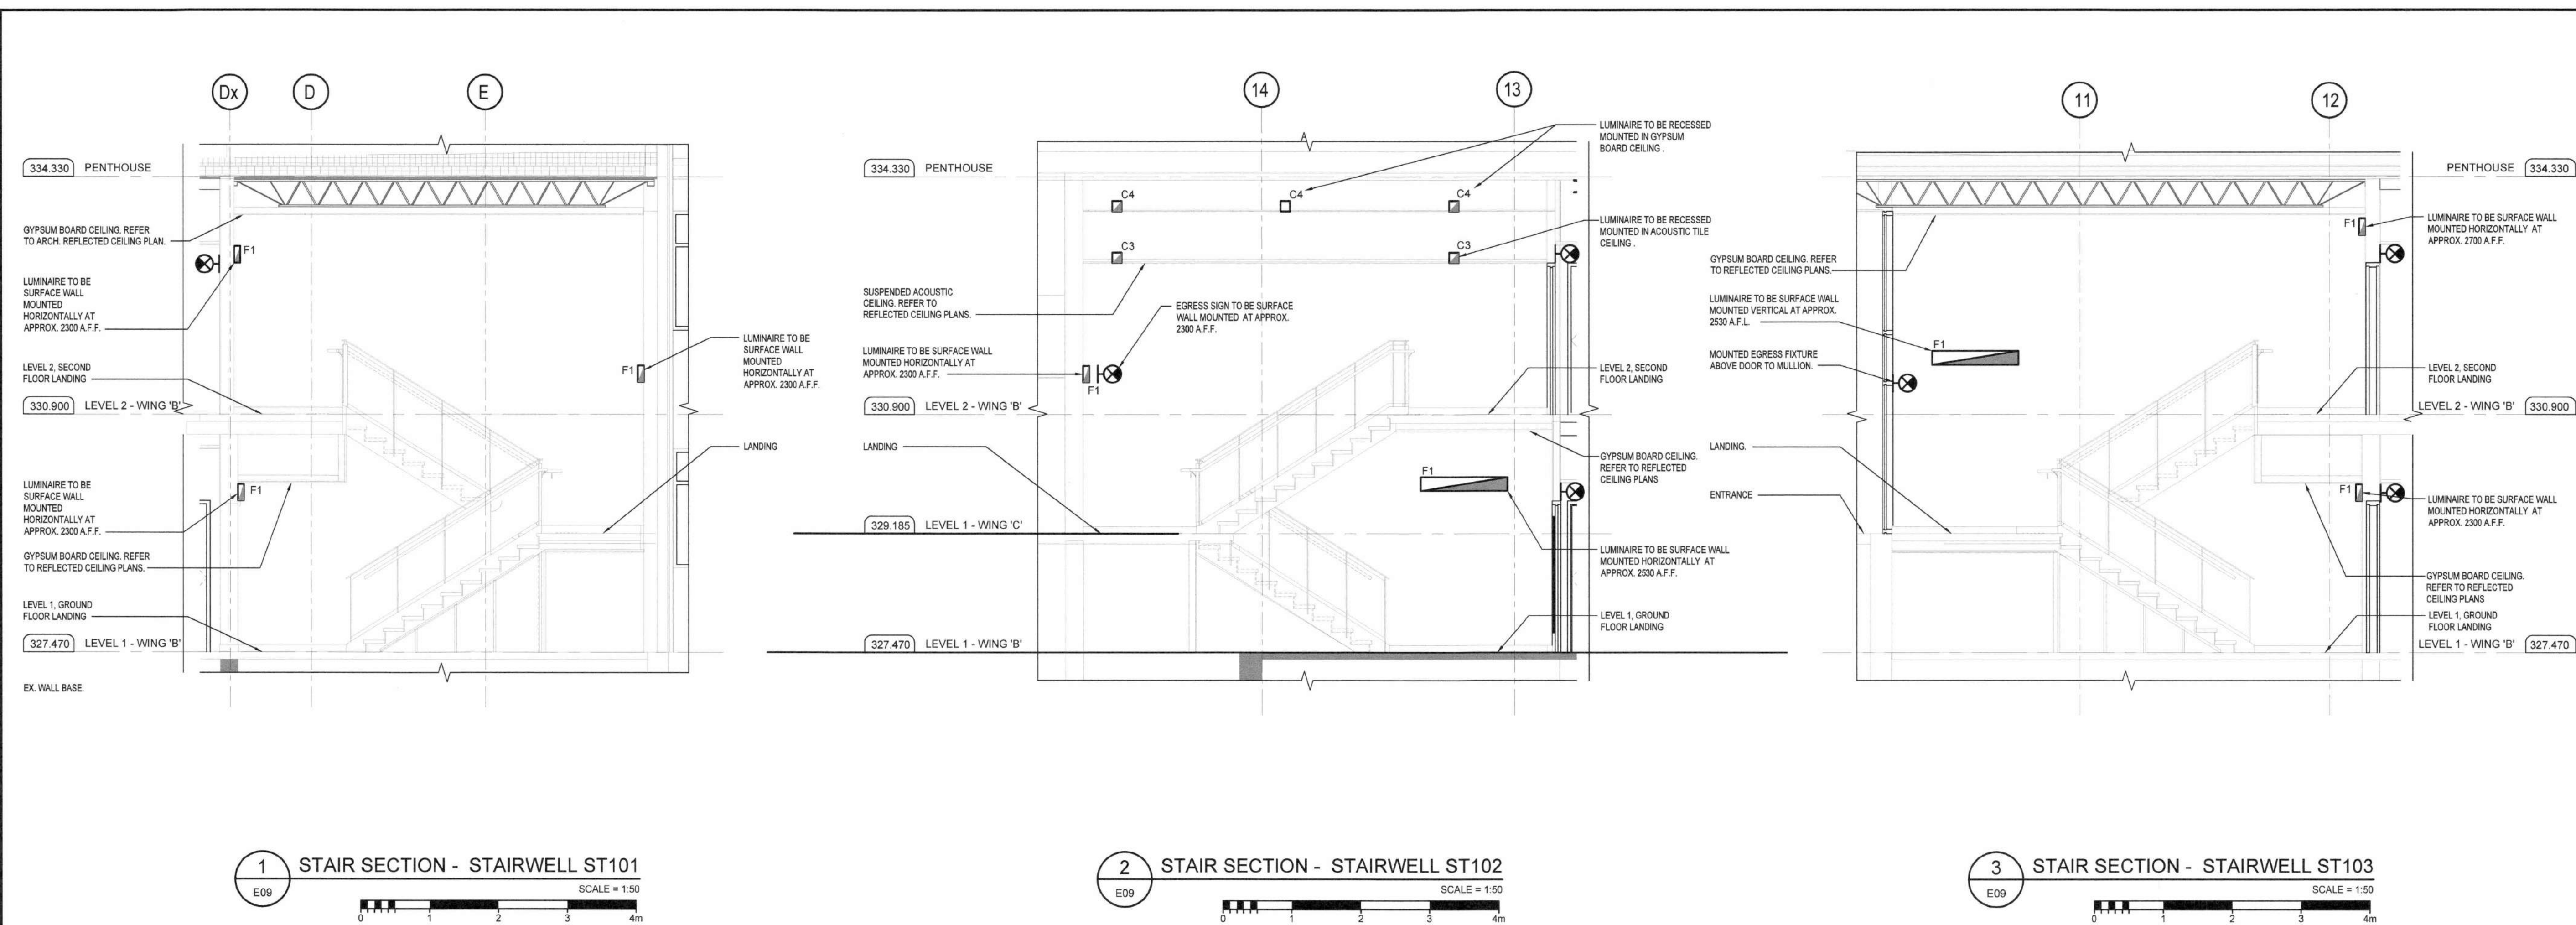 Dx
D
E
334.330 PENTHOUSE
GYPSUM BOARD CEILING. REFER
TO ARCH. REFLECTED CEILING PLAN.
F1
LUMINAIRE TO BE
SURFACE WALL
MOUNTED
HORIZONTALLY AT
APPROX. 2300 A.F.F.
LUMINAIRE TO BE
SURFACE WALL
MOUNTED
HORIZONTALLY AT
APPROX. 2300 A.F.F.
F1
LEVEL 2, SECOND
FLOOR LANDING
330.900 LEVEL 2 - WING 'B'
LANDING
LUMINAIRE TO BE
SURFACE WALL
MOUNTED
HORIZONTALLY AT
APPROX. 2300 A.F.F.
F1
GYPSUM BOARD CEILING. REFER
TO REFLECTED CEILING PLANS.
LEVEL 1, GROUND
FLOOR LANDING
327.470 LEVEL 1 - WING 'B'
EX. WALL BASE.
1
E09
STAIR SECTION - STAIRWELL ST101
SCALE = 1:50
0 1 2 3 4m
14
13
A
LUMINAIRE TO BE RECESSED
MOUNTED IN GYPSUM
BOARD CEILING .
334.330 PENTHOUSE
C4 C4 C4
LUMINAIRE TO BE RECESSED
MOUNTED IN ACOUSTIC TILE
CEILING .
C3 C3
SUSPENDED ACOUSTIC
CEILING. REFER TO
REFLECTED CEILING PLANS.
EGRESS SIGN TO BE SURFACE
WALL MOUNTED AT APPROX.
2300 A.F.F.
LUMINAIRE TO BE SURFACE WALL
MOUNTED HORIZONTALLY AT
APPROX. 2300 A.F.F.
F1
LEVEL 2, SECOND
FLOOR LANDING
330.900 LEVEL 2 - WING 'B'
LANDING
GYPSUM BOARD CEILING.
REFER TO REFLECTED
CEILING PLANS
F1
329.185 LEVEL 1 - WING 'C'
LUMINAIRE TO BE SURFACE WALL
MOUNTED HORIZONTALLY AT
APPROX. 2530 A.F.F.
LEVEL 1, GROUND
FLOOR LANDING
327.470 LEVEL 1 - WING 'B'
2
E09
STAIR SECTION - STAIRWELL ST102
SCALE = 1:50
0 1 2 3 4m
11
12
PENTHOUSE 334.330
F1
LUMINAIRE TO BE SURFACE WALL
MOUNTED HORIZONTALLY AT
APPROX. 2700 A.F.F.
GYPSUM BOARD CEILING. REFER
TO REFLECTED CEILING PLANS.
LUMINAIRE TO BE SURFACE WALL
MOUNTED VERTICAL AT APPROX.
2530 A.F.L.
F1
MOUNTED EGRESS FIXTURE
ABOVE DOOR TO MULLION.
LEVEL 2, SECOND
FLOOR LANDING
LEVEL 2 - WING 'B' 330.900
LANDING.
ENTRANCE
F1
LUMINAIRE TO BE SURFACE WALL
MOUNTED HORIZONTALLY AT
APPROX. 2300 A.F.F.
GYPSUM BOARD CEILING.
REFER TO REFLECTED
CEILING PLANS
LEVEL 1, GROUND
FLOOR LANDING
LEVEL 1 - WING 'B' 327.470
3
E09
STAIR SECTION - STAIRWELL ST103
SCALE = 1:50
0 1 2 3 4m